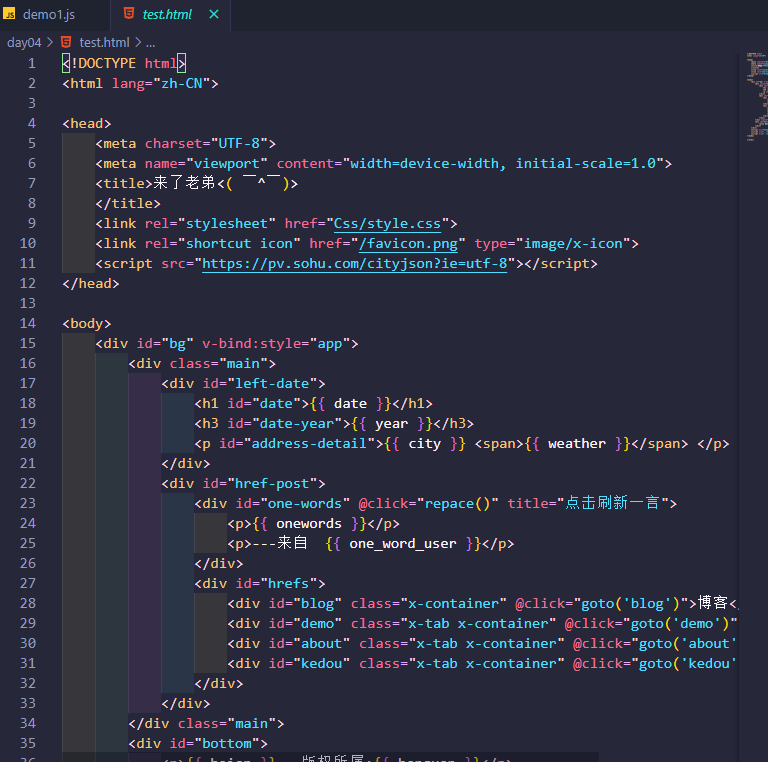 demo1.js test.html
day04 > test.html > ...
1 <!DOCTYPE html>
2 <html lang="zh-CN">
3
4 <head>
5 <meta charset="UTF-8">
6 <meta name="viewport" content="width=device-width, initial-scale=1.0">
7 <title>来了老弟<( ￣^￣)>
8 </title>
9 <link rel="stylesheet" href="Css/style.css">
10 <link rel="shortcut icon" href="/favicon.png" type="image/x-icon">
11 <script src="https://pv.sohu.com/cityjson?ie=utf-8"></script>
12 </head>
13
14 <body>
15 <div id="bg" v-bind:style="app">
16 <div class="main">
17 <div id="left-date">
18 <h1 id="date">{{ date }}</h1>
19 <h3 id="date-year">{{ year }}</h3>
20 <p id="address-detail">{{ city }} <span>{{ weather }}</span> </p>
21 </div>
22 <div id="href-post">
23 <div id="one-words" @click="repace()" title="点击刷新一言">
24 <p>{{ onewords }}</p>
25 <p>---来自 {{ one_word_user }}</p>
26 </div>
27 <div id="hrefs">
28 <div id="blog" class="x-container" @click="goto('blog')">博客<
29 <div id="demo" class="x-tab x-container" @click="goto('demo')"
30 <div id="about" class="x-tab x-container" @click="goto('about'
31 <div id="kedou" class="x-tab x-container" @click="goto('kedou'
32 </div>
33 </div>
34 </div class="main">
35 <div id="bottom">